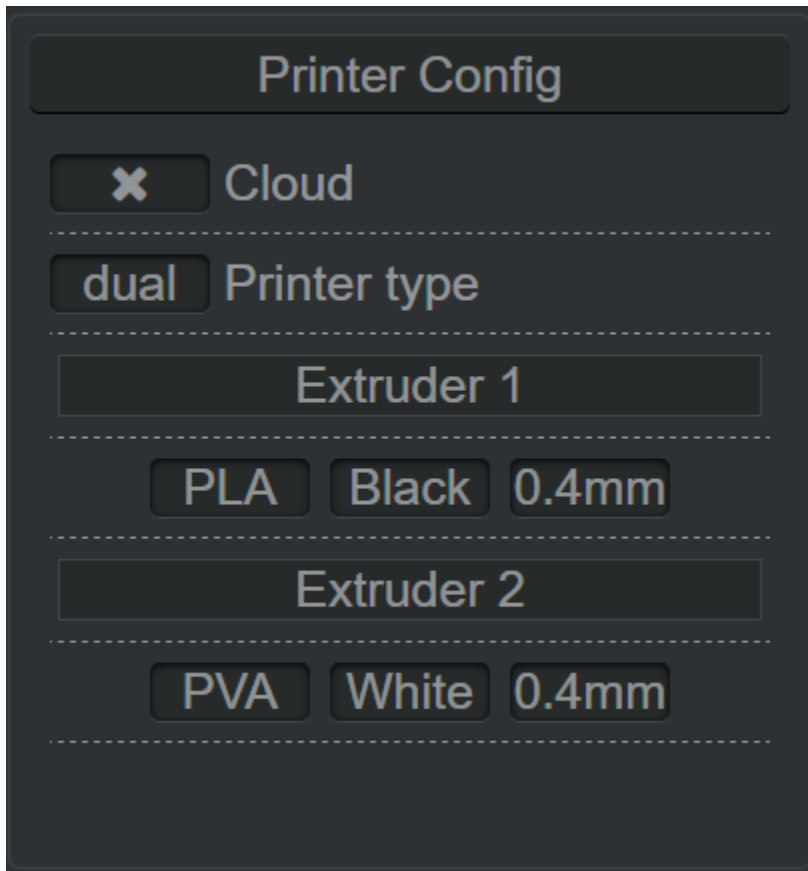 Printer Config
✖ Cloud
dual Printer type
Extruder 1
PLA Black 0.4mm
Extruder 2
PVA White 0.4mm